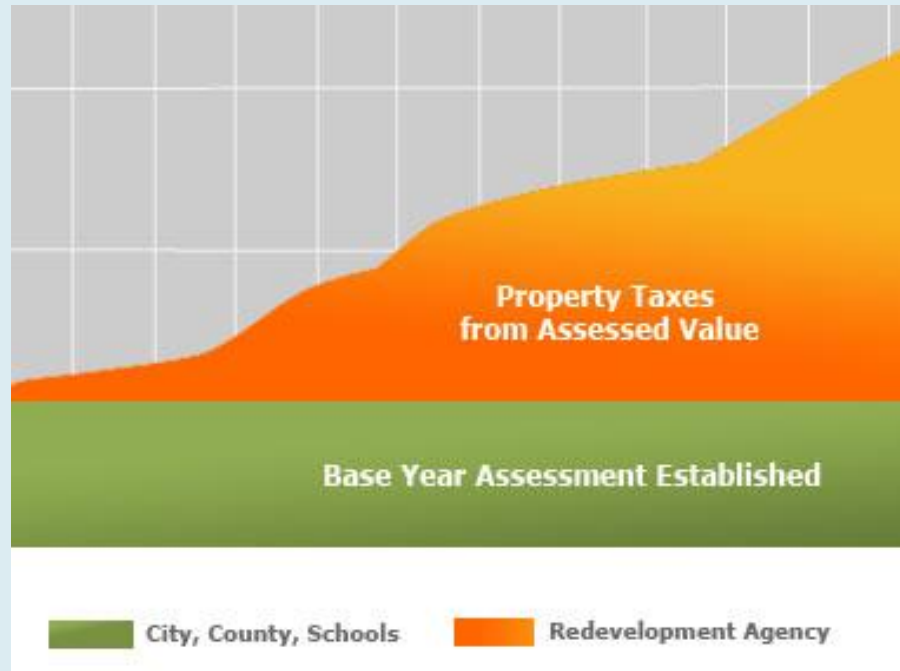 Property Taxes
from Assessed Value
Base Year Assessment Established
City, County, Schools
Redevelopment Agency